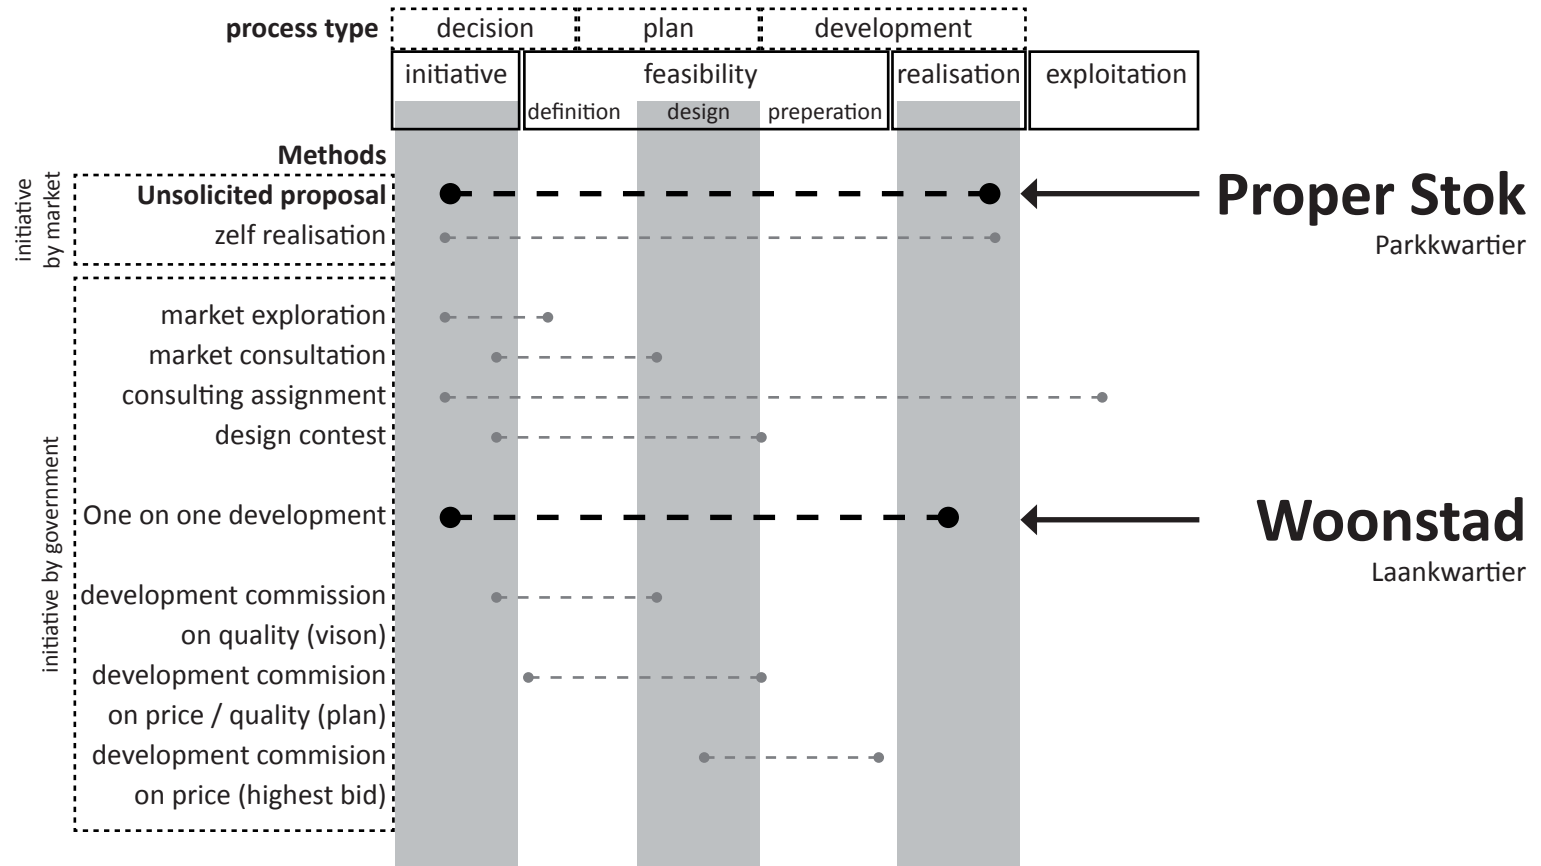 process type decision plan development
initiative feasibility realisation exploitation
definition design preperation
Methods
initiative
by market
Unsolicited proposal
Proper Stok
zelf realisation
Parkkwartier
initiative by government
market exploration
market consultation
consulting assignment
design contest
One on one development
Woonstad
Laankwartier
development commission
on quality (vison)
development commision
on price / quality (plan)
development commision
on price (highest bid)